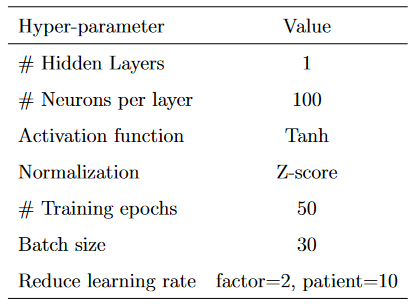 Hyper-parameter Value
# Hidden Layers 1
# Neurons per layer 100
Activation function Tanh
Normalization Z-score
# Training epochs 50
Batch size 30
Reduce learning rate factor=2, patient=10